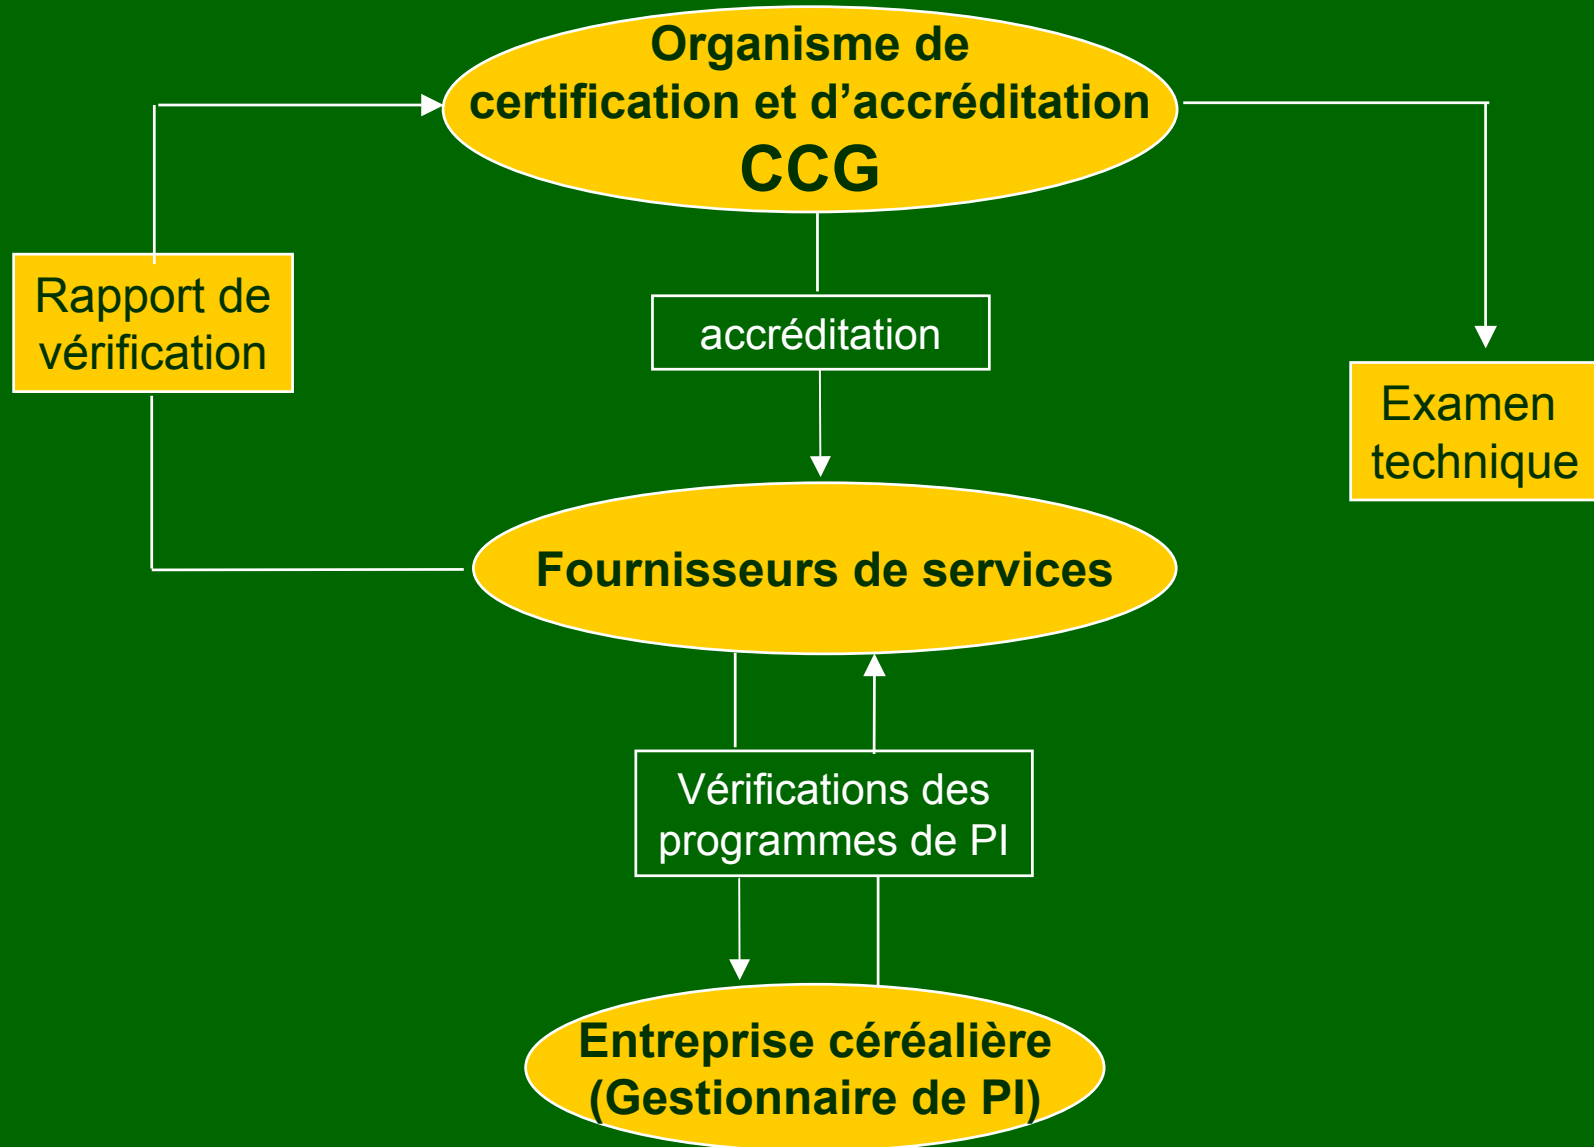 Organisme de
certification et d’accréditation
CCG
Rapport de
vérification
accréditation
Examen
technique
Fournisseurs de services
Vérifications des
programmes de PI
Entreprise céréalière
(Gestionnaire de PI)